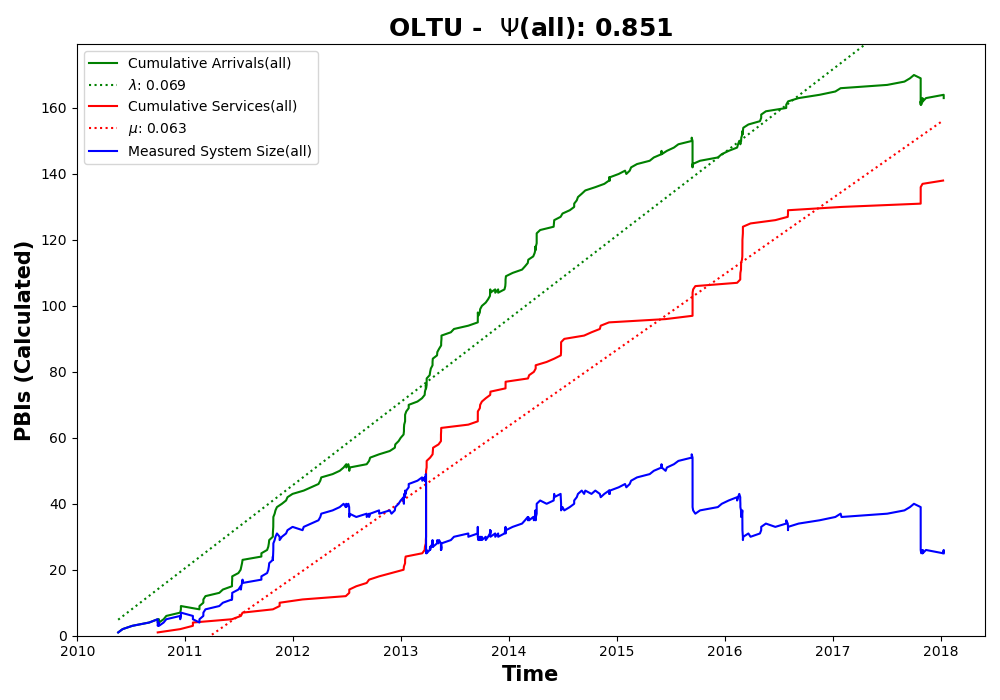 OLTU -  Ψ(all): 0.851
Cumulative Arrivals(all)
λ: 0.069
Cumulative Services(all)
μ: 0.063
Measured System Size(all)
PBIs (Calculated)
160
140
120
100
80
60
40
20
0
2010 2011 2012 2013 2014 2015 2016 2017 2018
Time